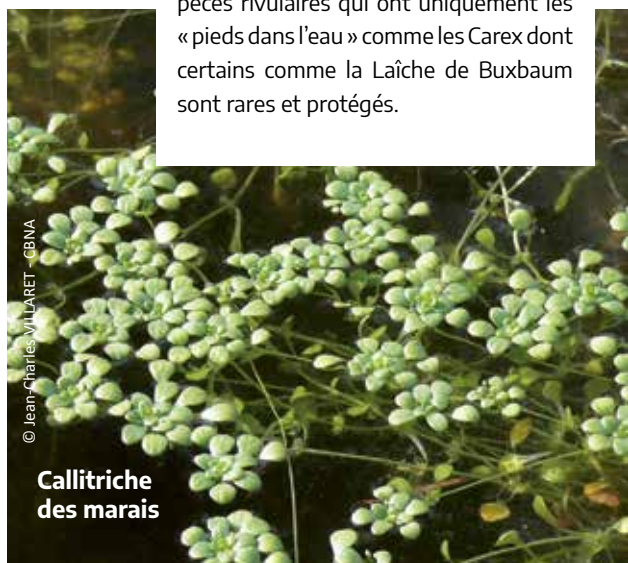 pèces rivulaires qui ont uniquement les
« pieds dans l’eau » comme les Carex dont
certains comme la Laîche de Buxbaum
sont rares et protégés.
© Jean-Charles VILLARET - CBNA
Callitriche
des marais